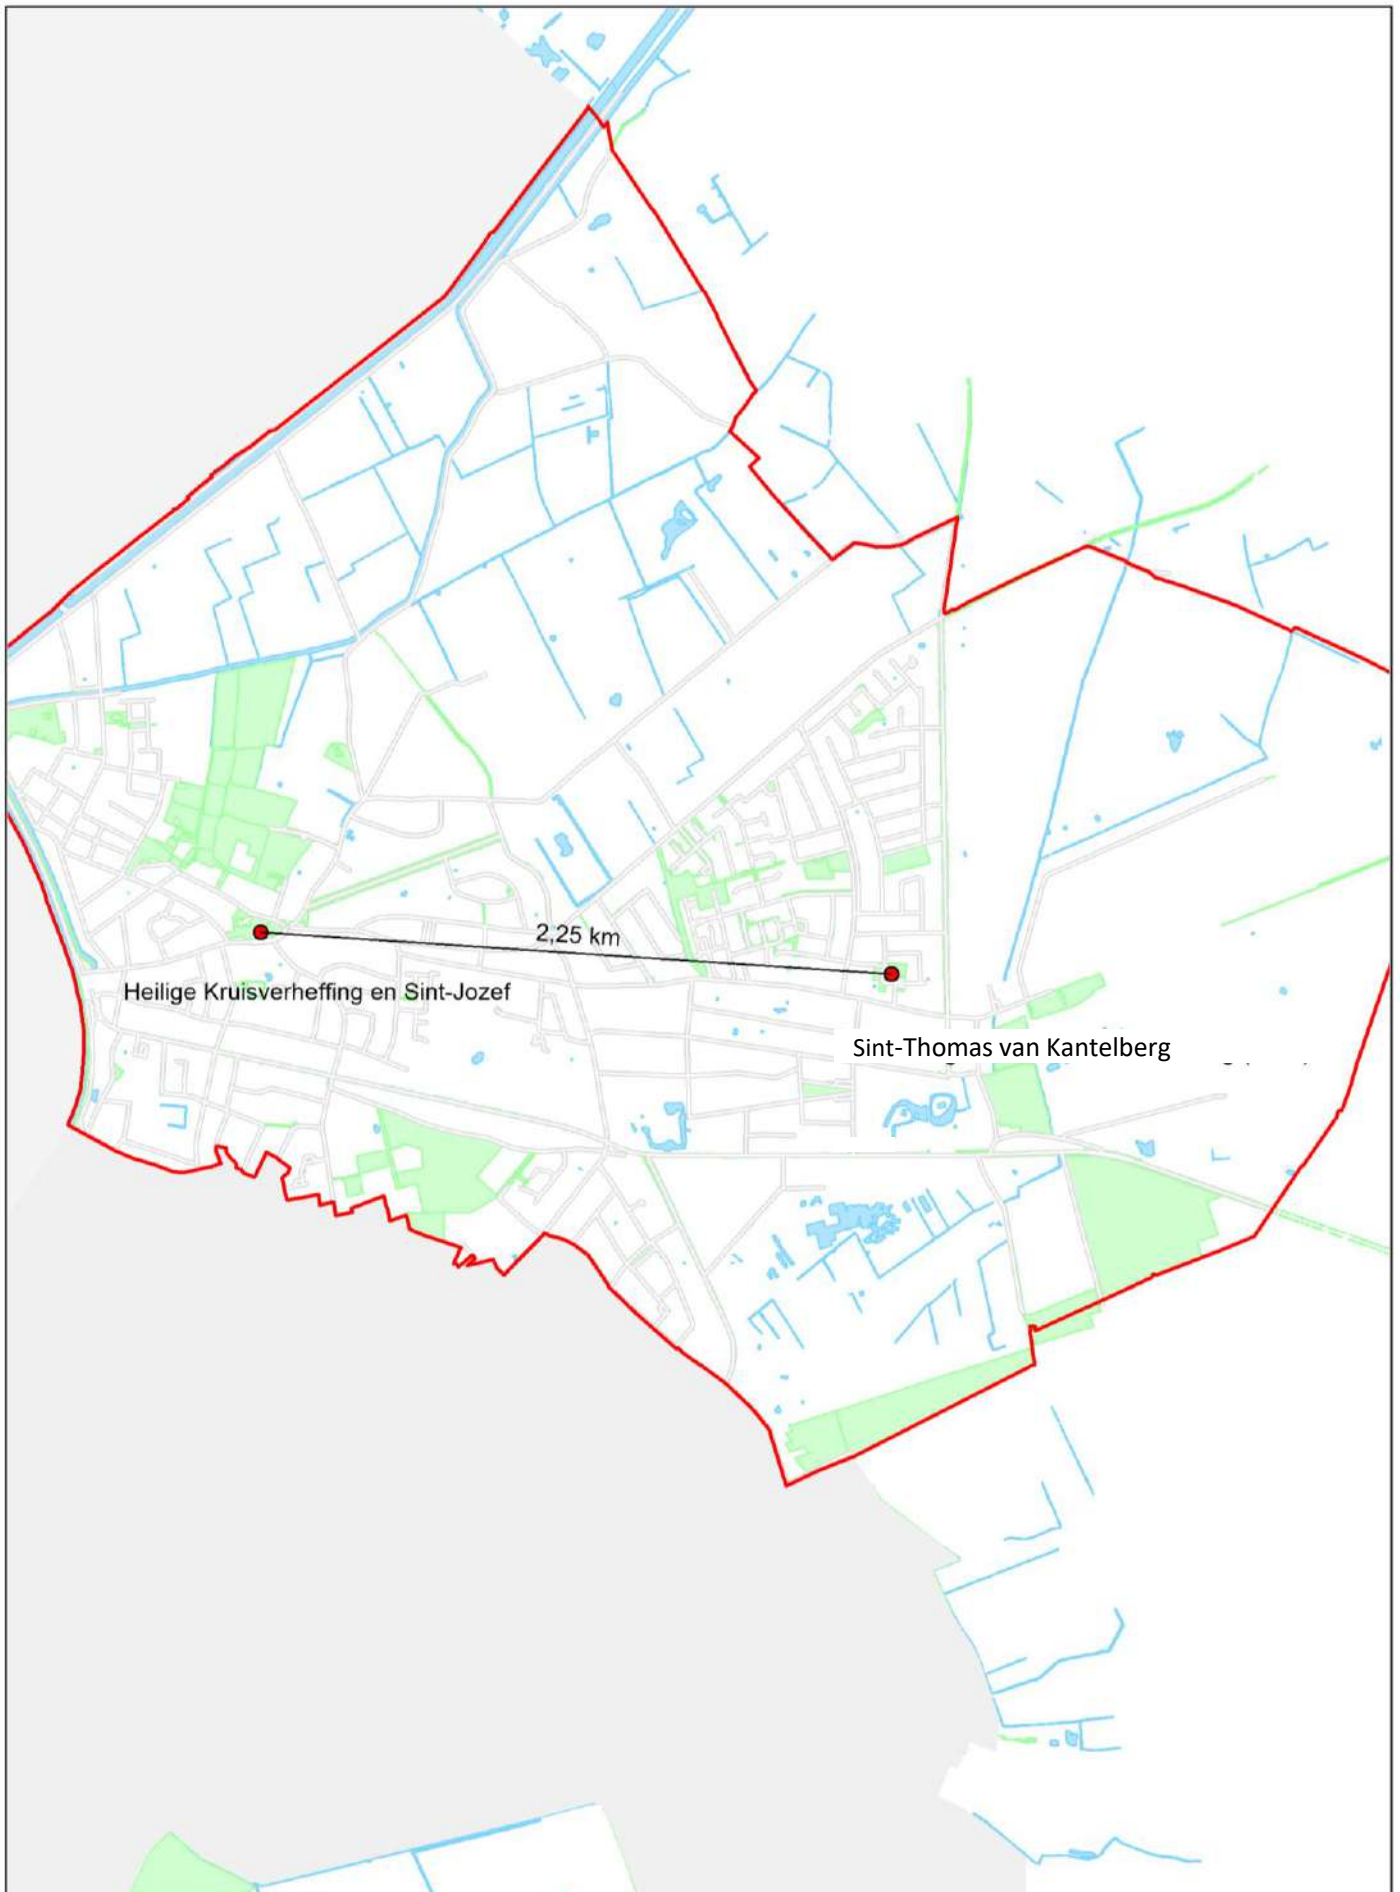 2,25 km
Heilige Kruisverheffing en Sint-Jozef
Sint-Thomas van Kantelberg